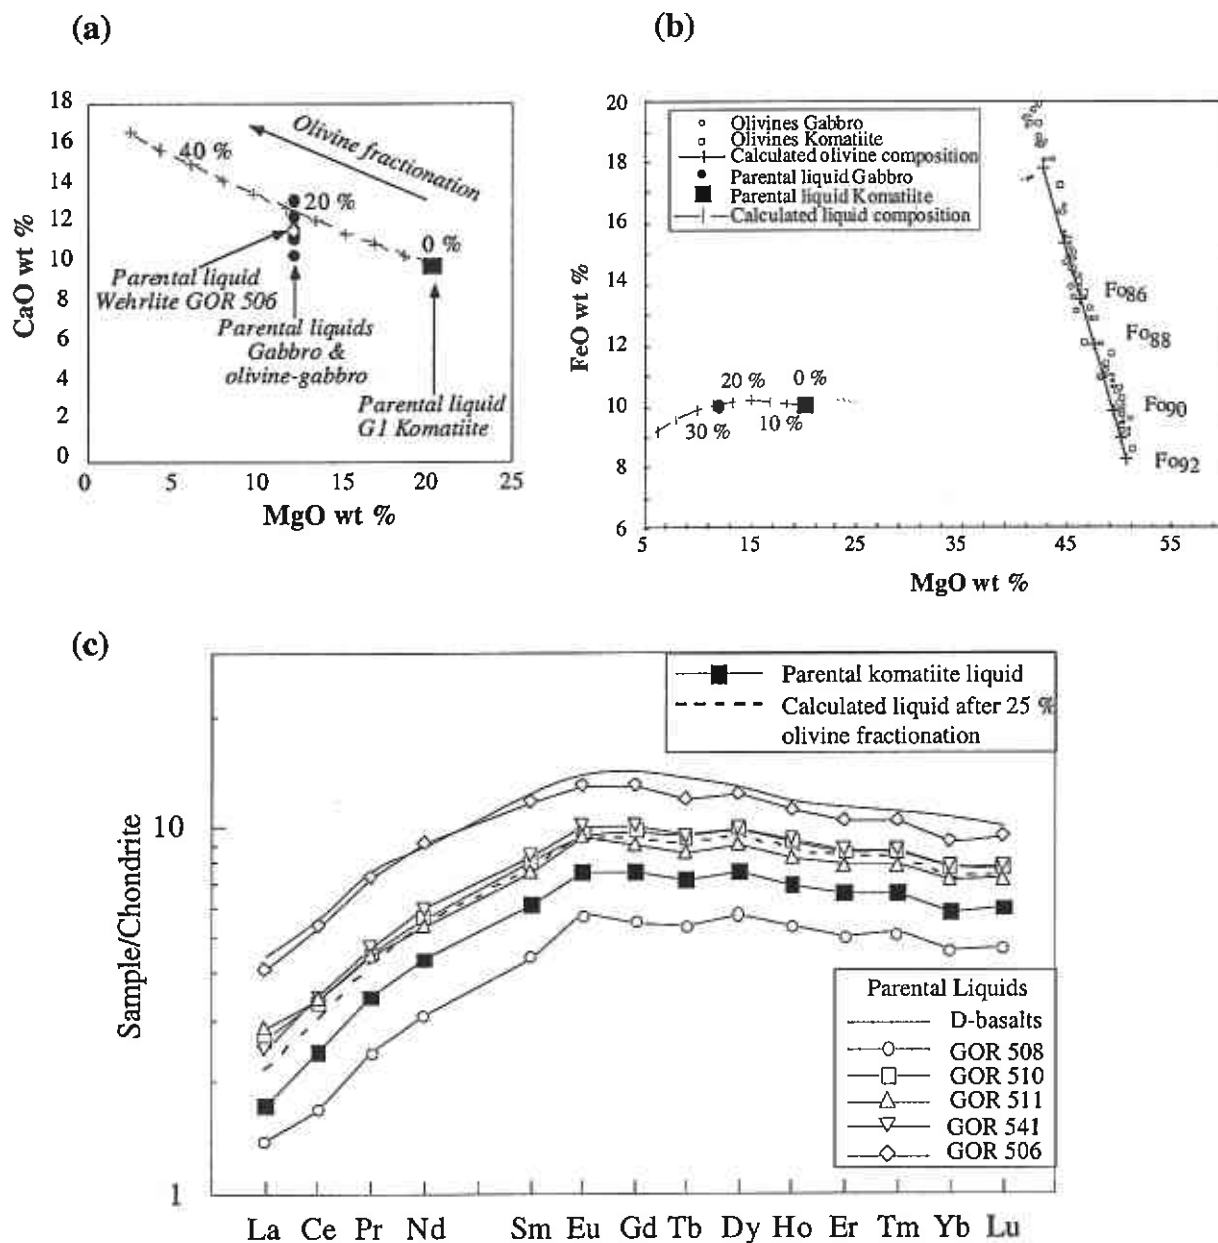 (a)
18
16
14
12
10
8
6
4
2
0
CaO wt %
0
5
10
15
20
25
MgO wt %
Olivine fractionation
40 %
20 %
0 %
Parental liquid
Wehrlite GOR 506
Parental liquids
Gabbro &
olivine-gabbro
Parental liquid
G1 Komatiite
(b)
20
18
16
14
12
10
8
6
FeO wt %
5
15
25
35
45
55
MgO wt %
Olivines Gabbro
Olivines Komatiite
Calculated olivine composition
Parental liquid Gabbro
Parental liquid Komatiite
Calculated liquid composition
Fo86
Fo88
Fo90
Fo92
20 %
0 %
30 %
10 %
(c)
Parental komatiite liquid
Calculated liquid after 25 %
olivine fractionation
10
1
Sample/Chondrite
Parental Liquids
D-basalts
GOR 508
GOR 510
GOR 511
GOR 541
GOR 506
La Ce Pr Nd Sm Eu Gd Tb Dy Ho Er Tm Yb Lu